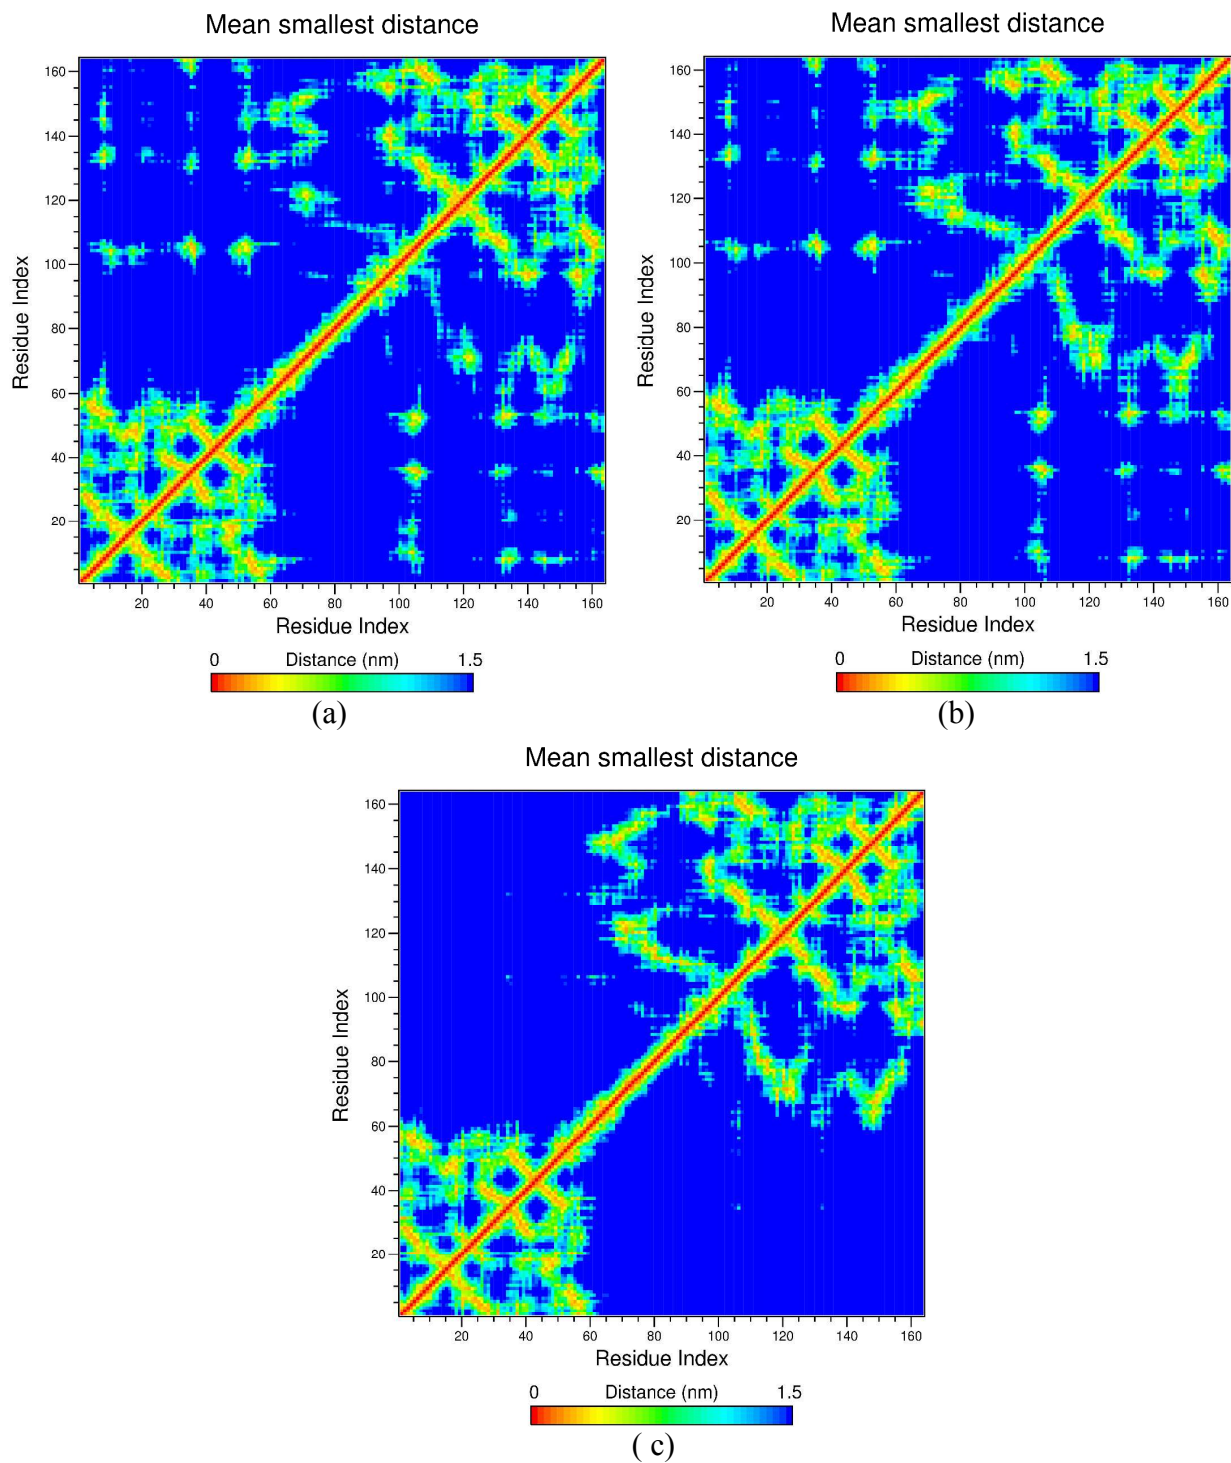 Mean smallest distance
160
140
120
100
80
60
40
20
Residue Index
20 40 60 80 100 120 140 160
Residue Index
0 Distance (nm) 1.5
(a)
Mean smallest distance
160
140
120
100
80
60
40
20
Residue Index
20 40 60 80 100 120 140 160
Residue Index
0 Distance (nm) 1.5
(b)
Mean smallest distance
160
140
120
100
80
60
40
20
Residue Index
20 40 60 80 100 120 140 160
Residue Index
0 Distance (nm) 1.5
( c)